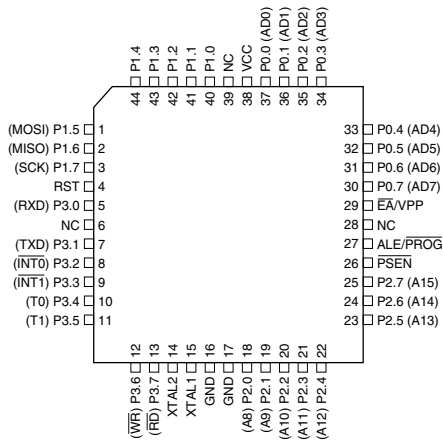 P1.4
P1.3
P1.2
P1.1
P1.0
NC
VCC
P0.0 (AD0)
P0.1 (AD1)
P0.2 (AD2)
P0.3 (AD3)
44 43 42 41 40 39 38 37 36 35 34
(MOSI) P1.5 1
(MISO) P1.6 2
(SCK) P1.7 3
RST 4
(RXD) P3.0 5
NC 6
(TXD) P3.1 7
(INT0) P3.2 8
(INT1) P3.3 9
(T0) P3.4 10
(T1) P3.5 11
33 P0.4 (AD4)
32 P0.5 (AD5)
31 P0.6 (AD6)
30 P0.7 (AD7)
29 EA/VPP
28 NC
27 ALE/PROG
26 PSEN
25 P2.7 (A15)
24 P2.6 (A14)
23 P2.5 (A13)
12 13 14 15 16 17 18 19 20 21 22
(WR) P3.6
(RD) P3.7
XTAL2
XTAL1
GND
GND
(A8) P2.0
(A9) P2.1
(A10) P2.2
(A11) P2.3
(A12) P2.4